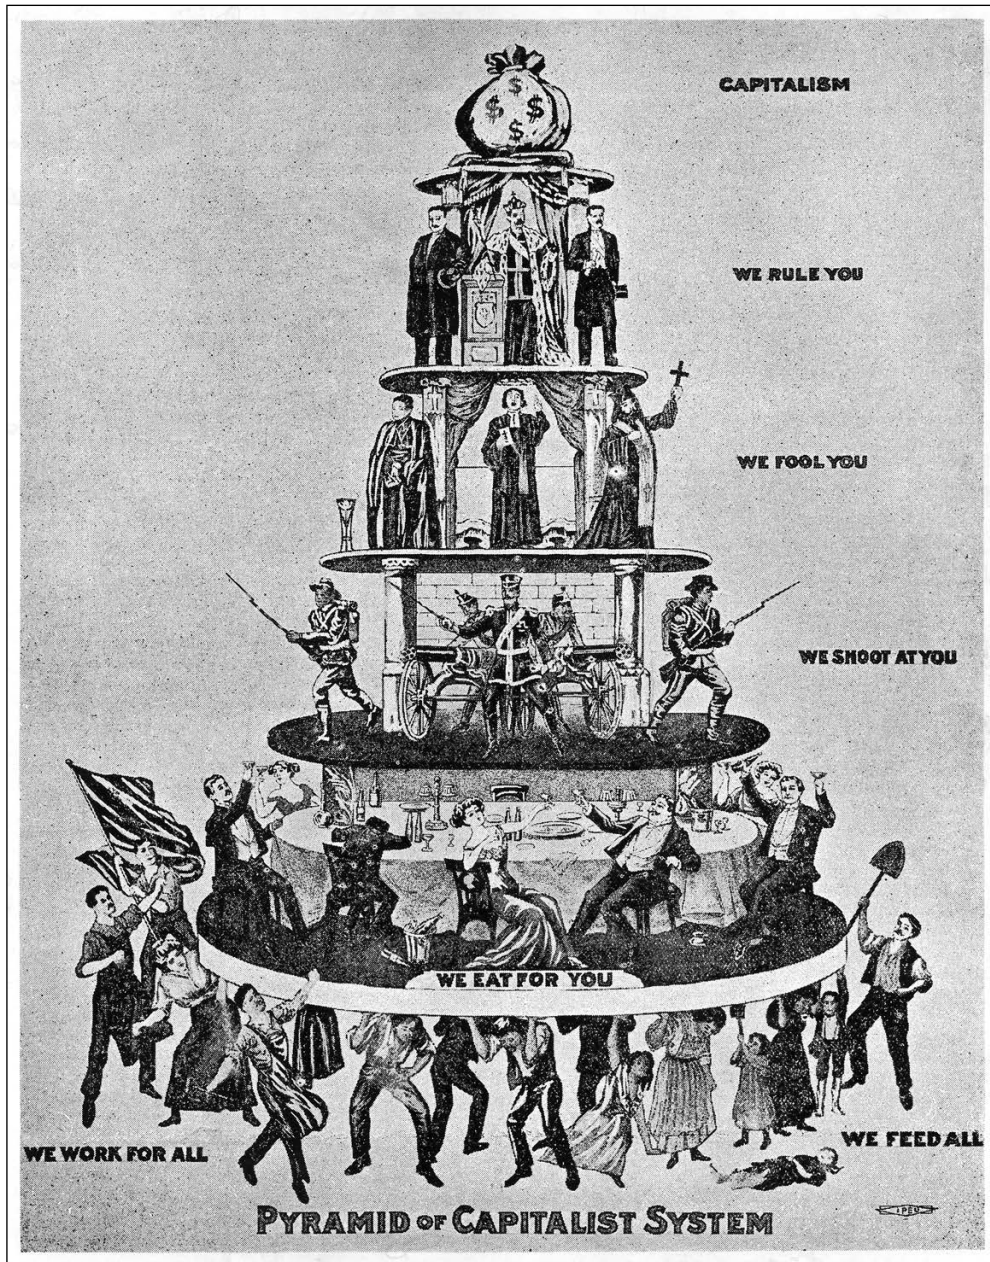 $ $ $ $
CAPITALISM
WE RULE YOU
WE FOOL YOU
WE SHOOT AT YOU
WE EAT FOR YOU
WE WORK FOR ALL
WE FEED ALL
PYRAMID OF CAPITALIST SYSTEM